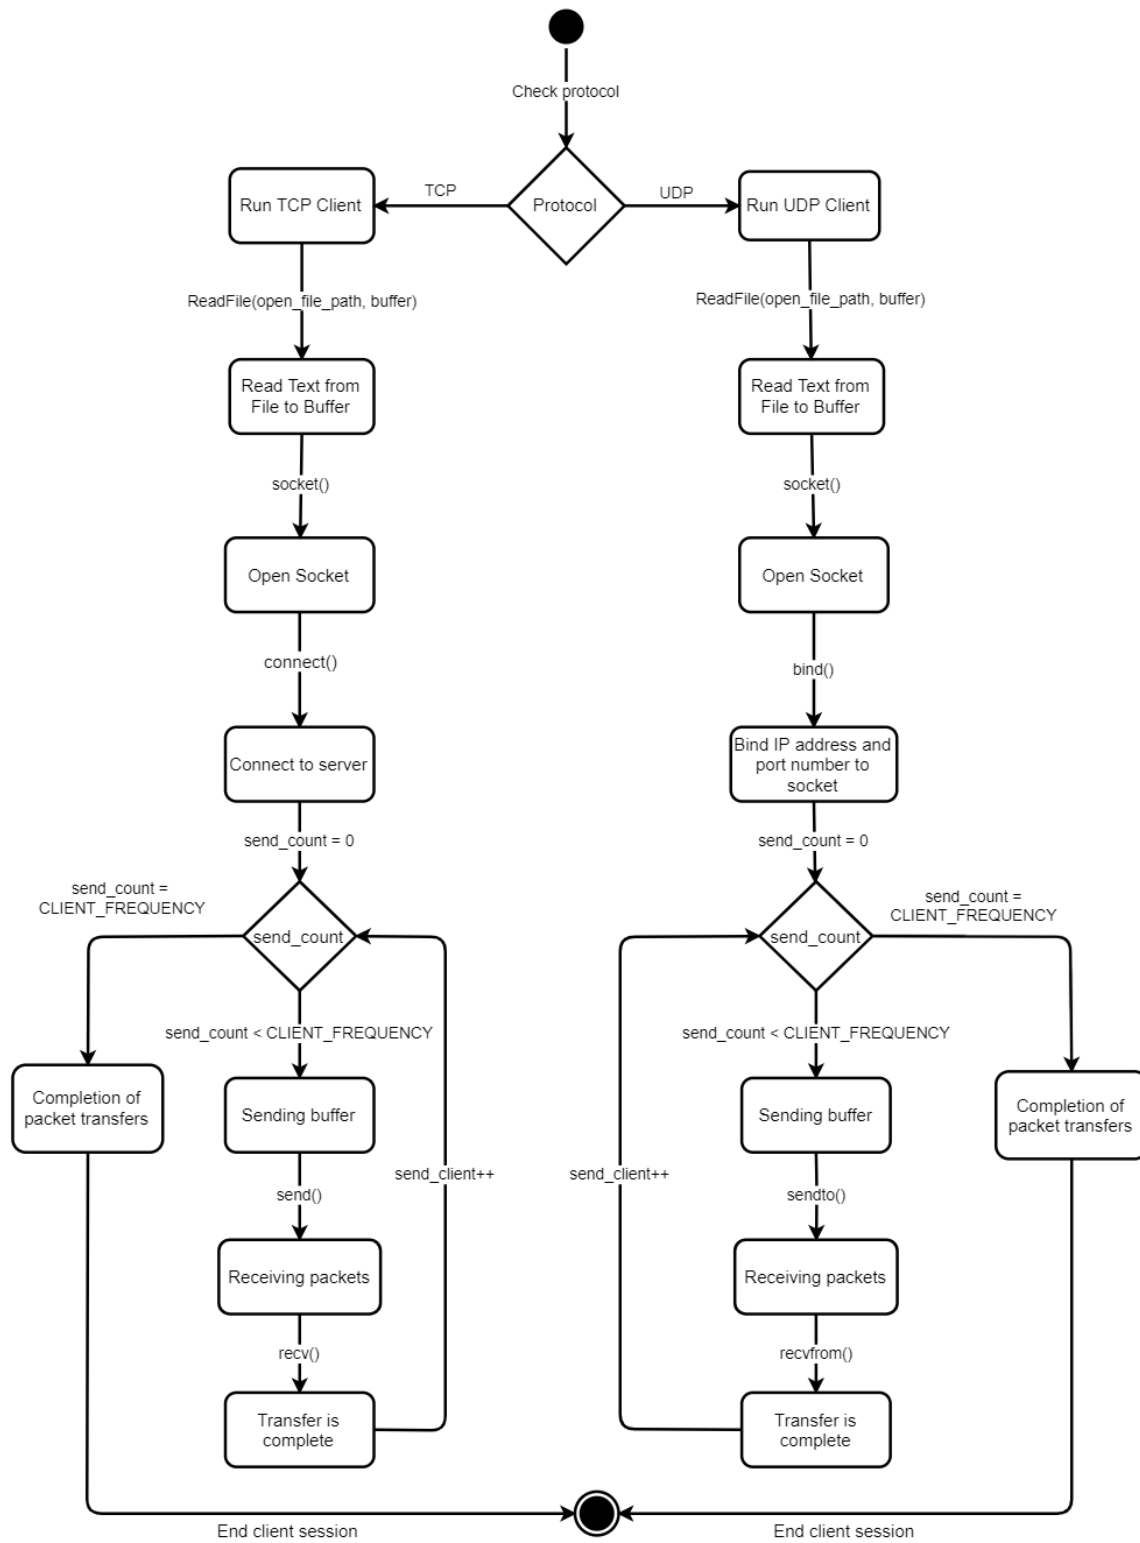 Check protocol
Protocol
TCP
UDP
Run TCP Client
Run UDP Client
ReadFile(open_file_path, buffer)
ReadFile(open_file_path, buffer)
Read Text from
File to Buffer
Read Text from
File to Buffer
socket()
socket()
Open Socket
Open Socket
connect()
bind()
Connect to server
Bind IP address and
port number to
socket
send_count = 0
send_count = 0
send_count =
CLIENT_FREQUENCY
send_count
send_count
send_count =
CLIENT_FREQUENCY
send_count < CLIENT_FREQUENCY
send_count < CLIENT_FREQUENCY
Completion of
packet transfers
Sending buffer
Sending buffer
Completion of
packet transfers
send_client++
send_client++
send()
sendto()
Receiving packets
Receiving packets
recv()
recvfrom()
Transfer is
complete
Transfer is
complete
End client session
End client session